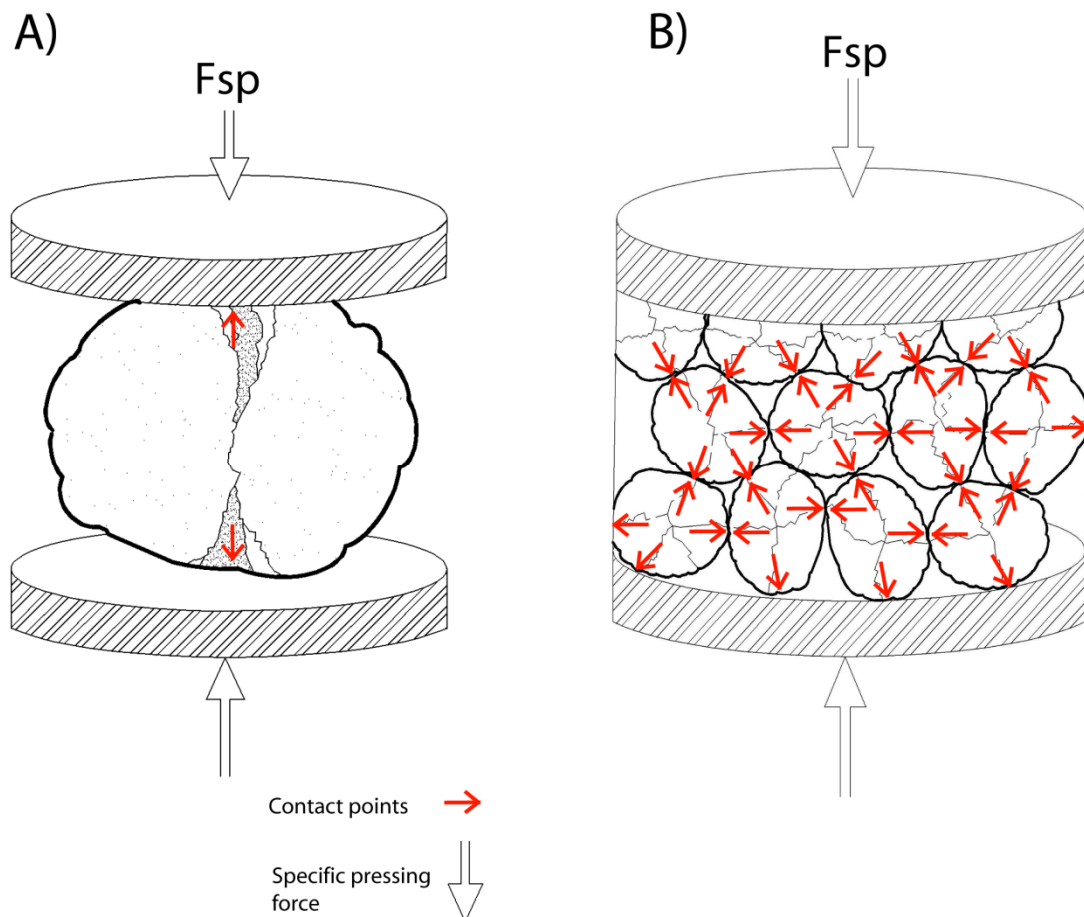 A)
Fsp
B)
Fsp
Contact points
Specific pressing
force